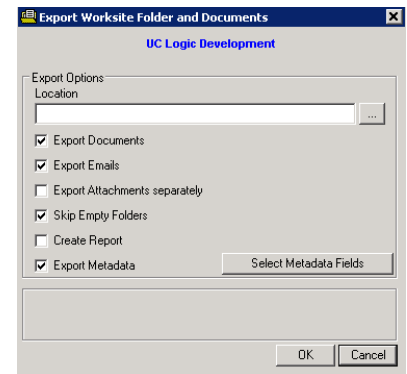 Export Worksite Folder and Documents
UC Logic Development
Export Options
Location
...
Export Documents
Export Emails
Export Attachments separately
Skip Empty Folders
Create Report
Export Metadata
Select Metadata Fields
OK
Cancel